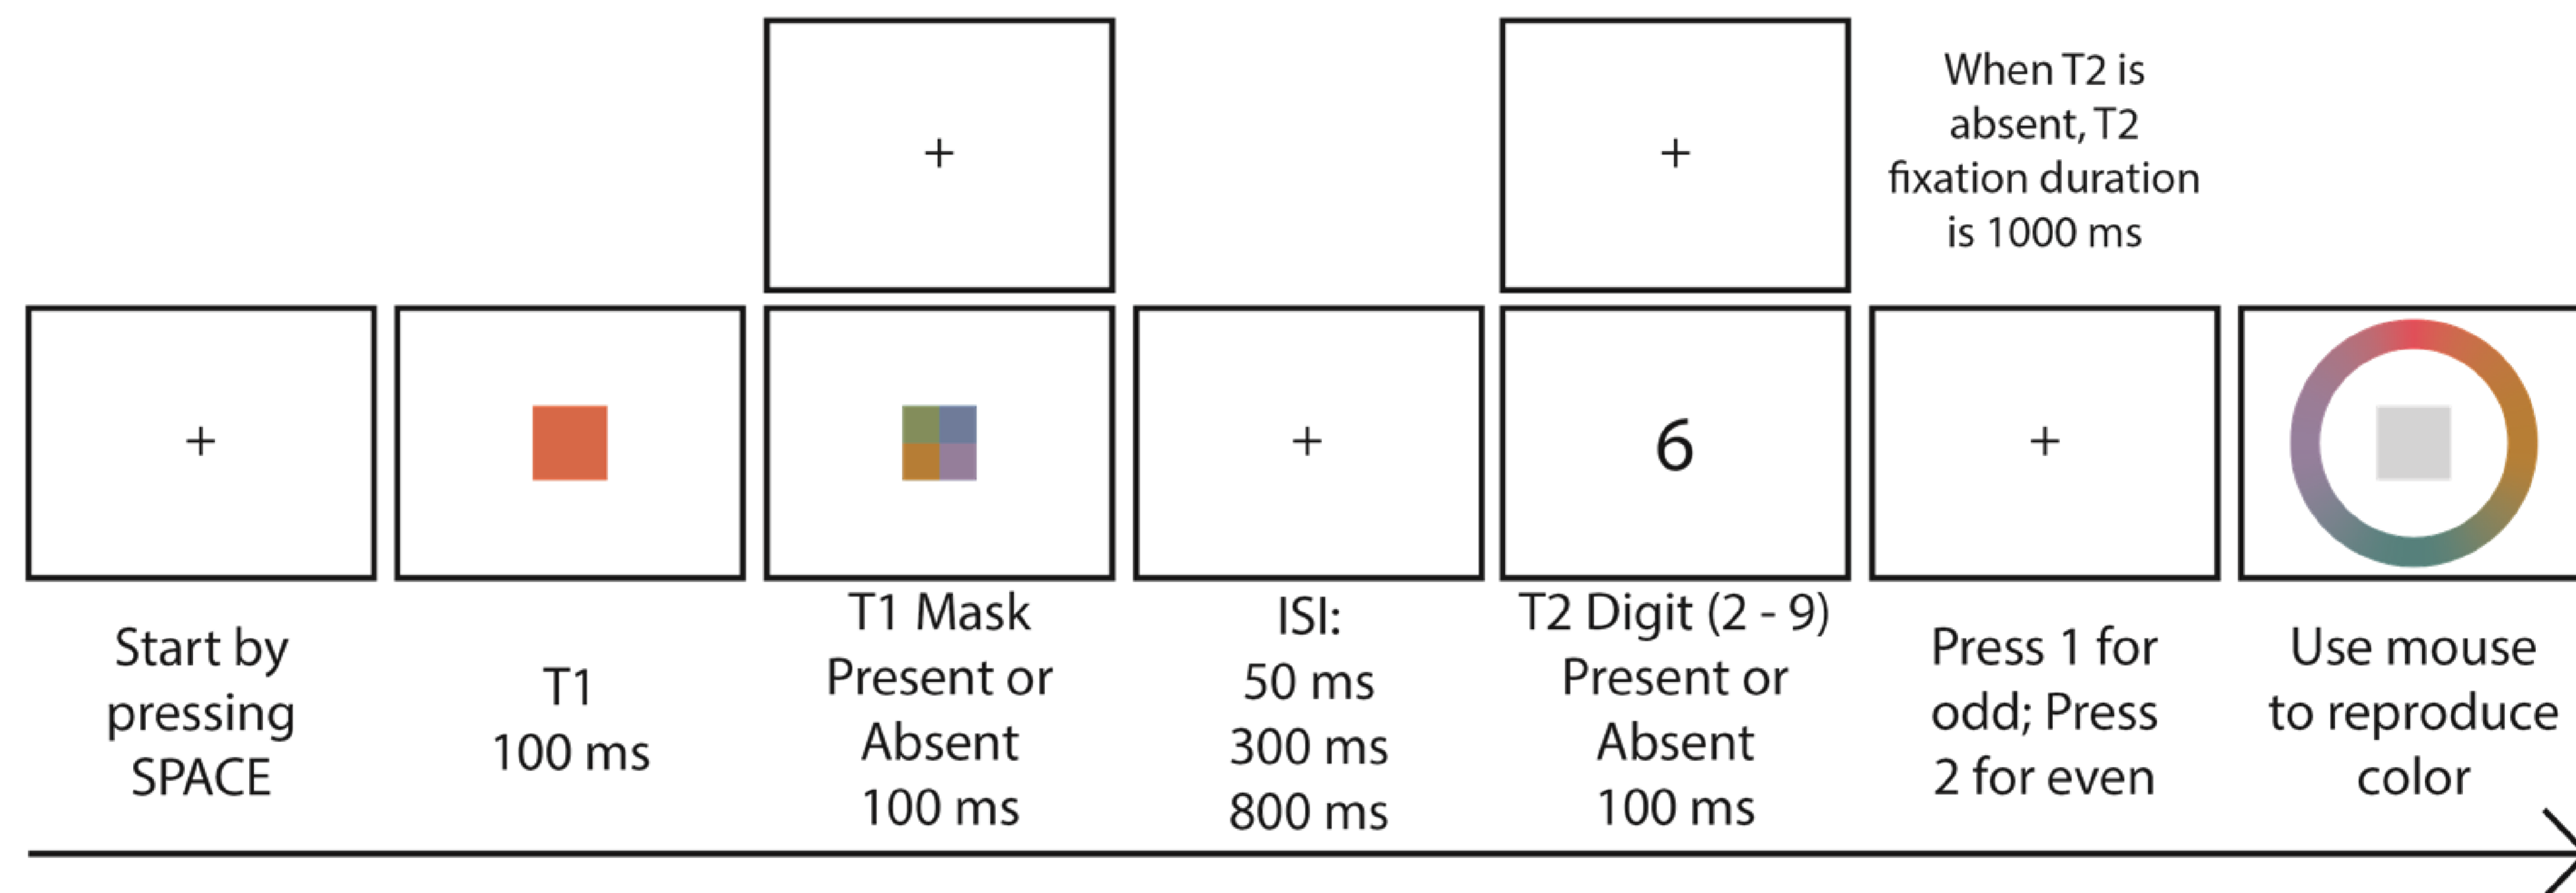 When T2 is
absent, T2
fixation duration
is 1000 ms
6
Start by
pressing
SPACE
T1
100 ms
T1 Mask
Present or
Absent
100 ms
ISI:
50 ms
300 ms
800 ms
T2 Digit (2 - 9)
Present or
Absent
100 ms
Press 1 for
odd; Press
2 for even
Use mouse
to reproduce
color